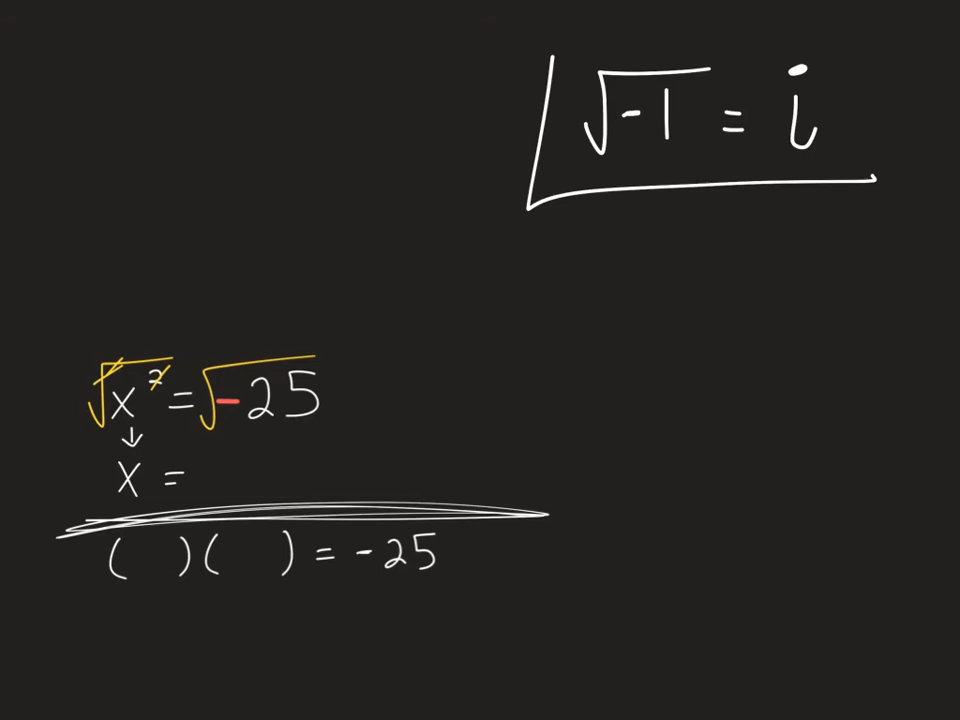 √-1 = i
√x² = √-25
↓
x =
(  )(  ) = -25